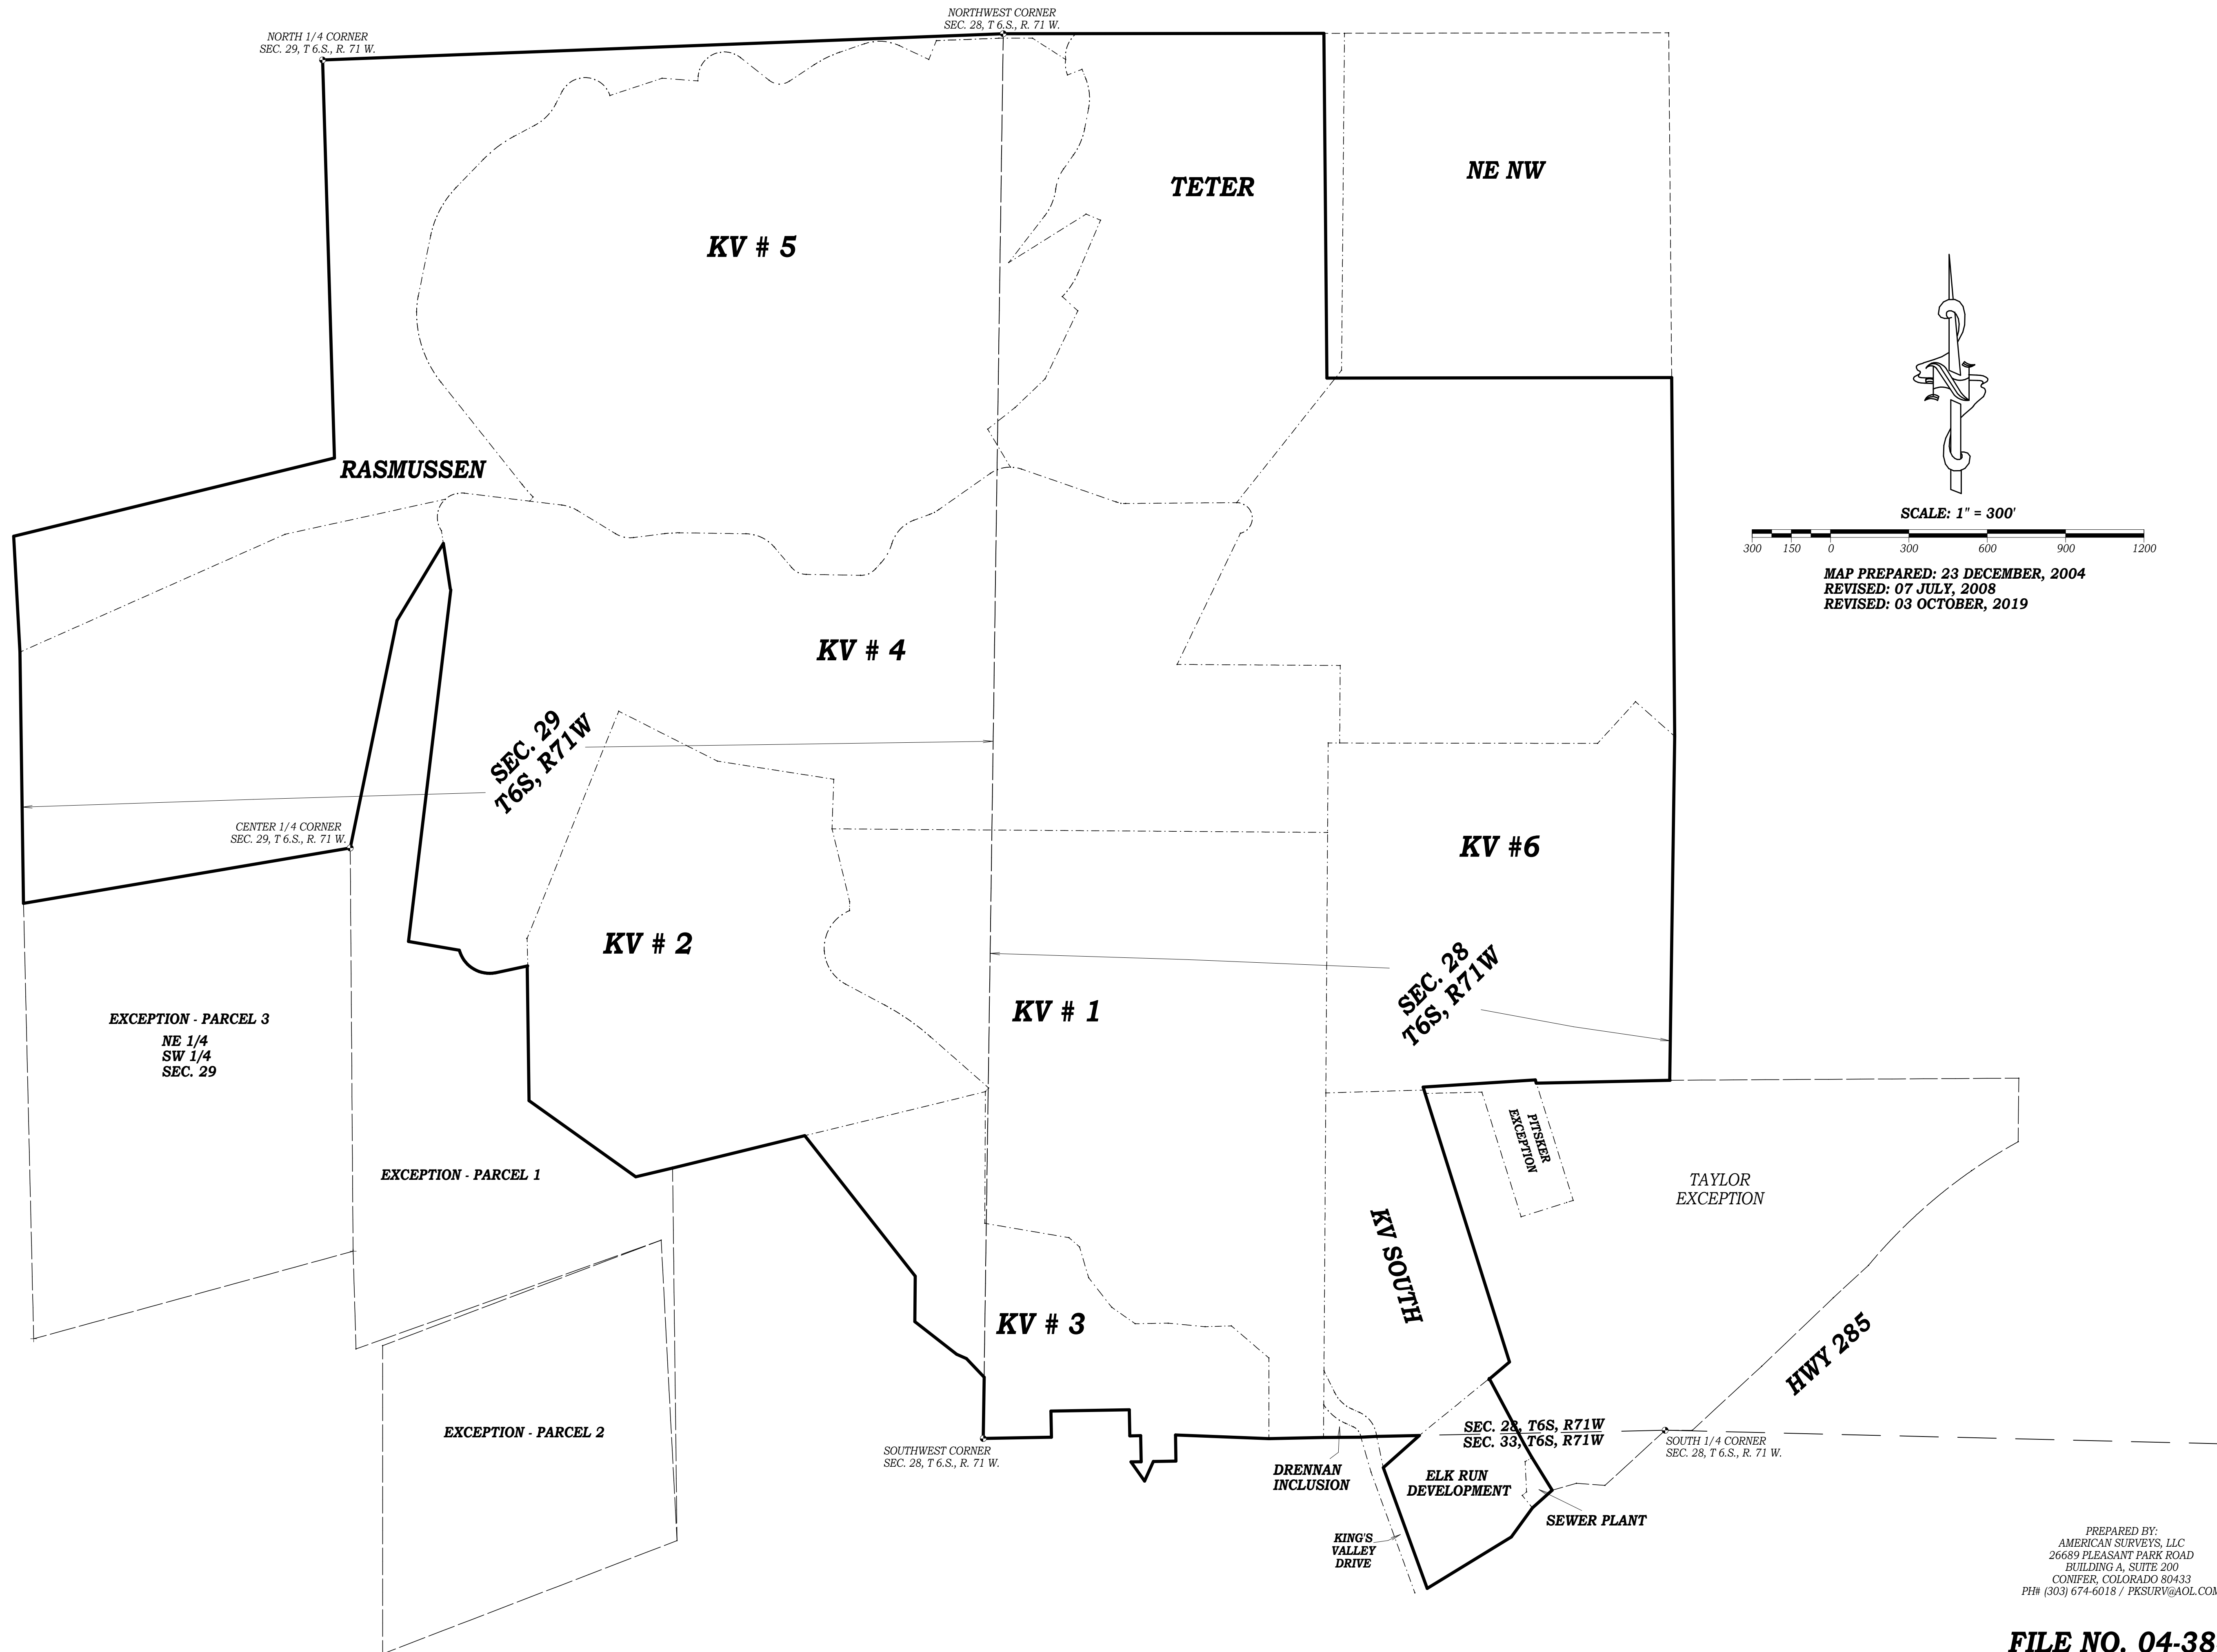 NORTHWEST CORNER
SEC. 28, T 6.S., R. 71 W.
NORTH 1/4 CORNER
SEC. 29, T 6.S., R. 71 W.
TETER
NE NW
KV # 5
RASMUSSEN
N
SCALE: 1" = 300'
300 150 0 300 600 900 1200
MAP PREPARED: 23 DECEMBER, 2004
REVISED: 07 JULY, 2008
REVISED: 03 OCTOBER, 2019
KV # 4
SEC. 29
T6S, R71W
CENTER 1/4 CORNER
SEC. 29, T 6.S., R. 71 W.
KV #6
KV # 2
SEC. 28
T6S, R71W
KV # 1
EXCEPTION - PARCEL 3
NE 1/4
SW 1/4
SEC. 29
PITSKER
EXCEPTION
EXCEPTION - PARCEL 1
TAYLOR
EXCEPTION
KV SOUTH
KV # 3
HWY 285
EXCEPTION - PARCEL 2
SEC. 28, T6S, R71W
SEC. 33, T6S, R71W
SOUTHWEST CORNER
SEC. 28, T 6.S., R. 71 W.
SOUTH 1/4 CORNER
SEC. 28, T 6.S., R. 71 W.
DRENNAN
INCLUSION
ELK RUN
DEVELOPMENT
SEWER PLANT
KING'S
VALLEY
DRIVE
PREPARED BY:
AMERICAN SURVEYS, LLC
26689 PLEASANT PARK ROAD
BUILDING A, SUITE 200
CONIFER, COLORADO 80433
PH# (303) 674-6018 / PKSURV@AOL.COM
FILE NO. 04-38